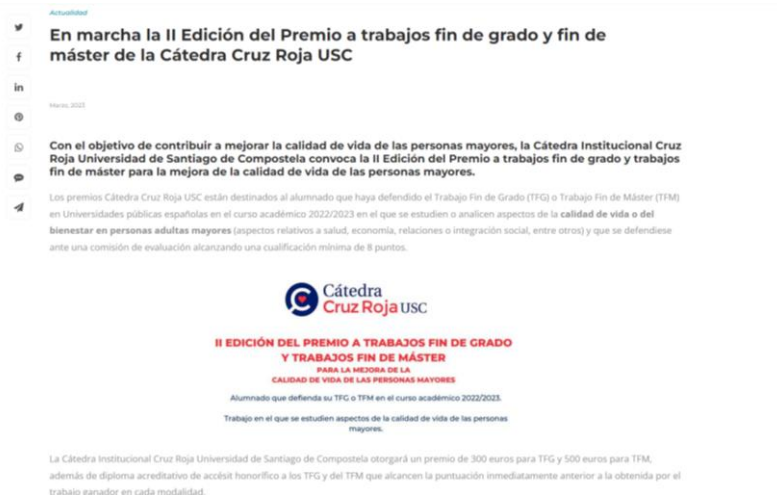 Actualidad
En marcha la II Edición del Premio a trabajos fin de grado y fin de
máster de la Cátedra Cruz Roja USC
Marzo, 2023
Con el objetivo de contribuir a mejorar la calidad de vida de las personas mayores, la Cátedra Institucional Cruz
Roja Universidad de Santiago de Compostela convoca la II Edición del Premio a trabajos fin de grado y trabajos
fin de máster para la mejora de la calidad de vida de las personas mayores.
Los premios Cátedra Cruz Roja USC están destinados al alumnado que haya defendido el Trabajo Fin de Grado (TFG) o Trabajo Fin de Máster (TFM)
en Universidades públicas españolas en el curso académico 2022/2023 en el que se estudien o analicen aspectos de la calidad de vida o del
bienestar en personas adultas mayores (aspectos relativos a salud, economía, relaciones o integración social, entre otros) y que se defendiese
ante una comisión de evaluación alcanzando una cualificación mínima de 8 puntos.
Cátedra
Cruz Roja USC
II EDICIÓN DEL PREMIO A TRABAJOS FIN DE GRADO
Y TRABAJOS FIN DE MÁSTER
PARA LA MEJORA DE LA
CALIDAD DE VIDA DE LAS PERSONAS MAYORES
Alumnado que defienda su TFG o TFM en el curso académico 2022/2023.
Trabajo en el que se estudien aspectos de la calidad de vida de las personas
mayores.
La Cátedra Institucional Cruz Roja Universidad de Santiago de Compostela otorgará un premio de 300 euros para TFG y 500 euros para TFM,
además de diploma acreditativo de accésit honorífico a los TFG y del TFM que alcancen la puntuación inmediatamente anterior a la obtenida por el
trabajo ganador en cada modalidad.